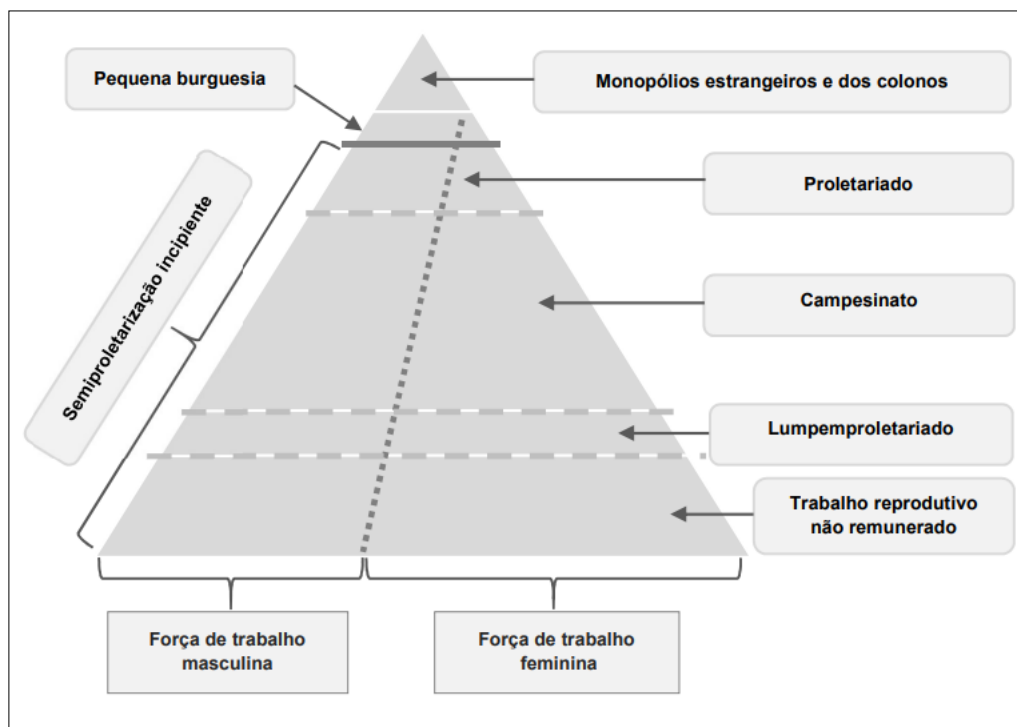 Pequena burguesia
Monopólios estrangeiros e dos colonos
Proletariado
Semiproletarização incipiente
Campesinato
Lumpemproletariado
Trabalho reprodutivo
não remunerado
Força de trabalho
masculina
Força de trabalho
feminina